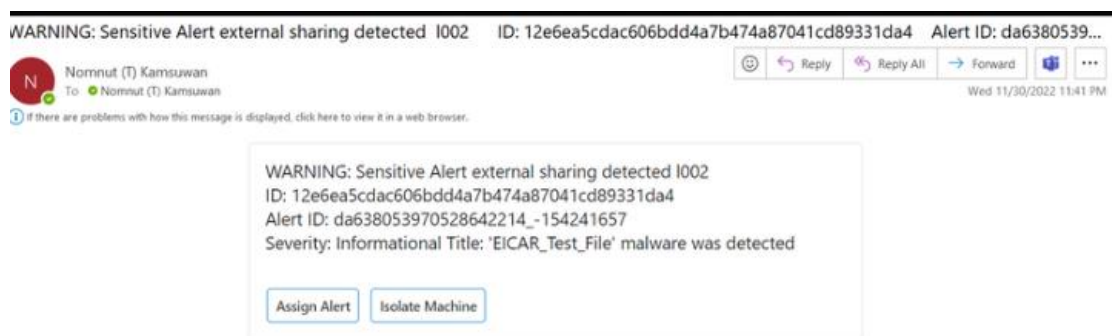 WARNING: Sensitive Alert external sharing detected l002 ID: 12e6ea5cdac606bdd4a7b474a87041cd89331da4 Alert ID: da6380539...
N
Nomnut (T) Kamsuwan
Reply
Reply All
Forward
To Nomnut (T) Kamsuwan
Wed 11/30/2022 11:41 PM
If there are problems with how this message is displayed, click here to view it in a web browser.
WARNING: Sensitive Alert external sharing detected l002
ID: 12e6ea5cdac606bdd4a7b474a87041cd89331da4
Alert ID: da638053970528642214_-154241657
Severity: Informational Title: 'EICAR_Test_File' malware was detected
Assign Alert
Isolate Machine